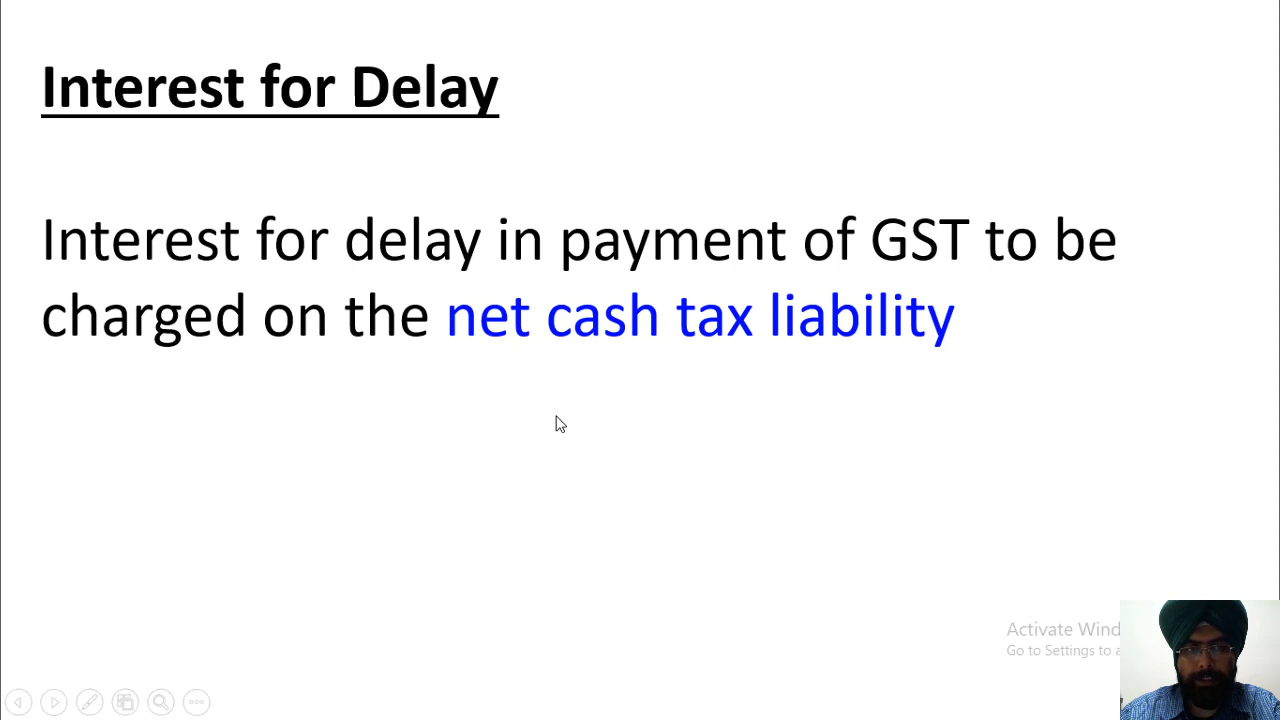 Interest for Delay
Interest for delay in payment of GST to be
charged on the net cash tax liability
Activate Wind
Go to Settings to a